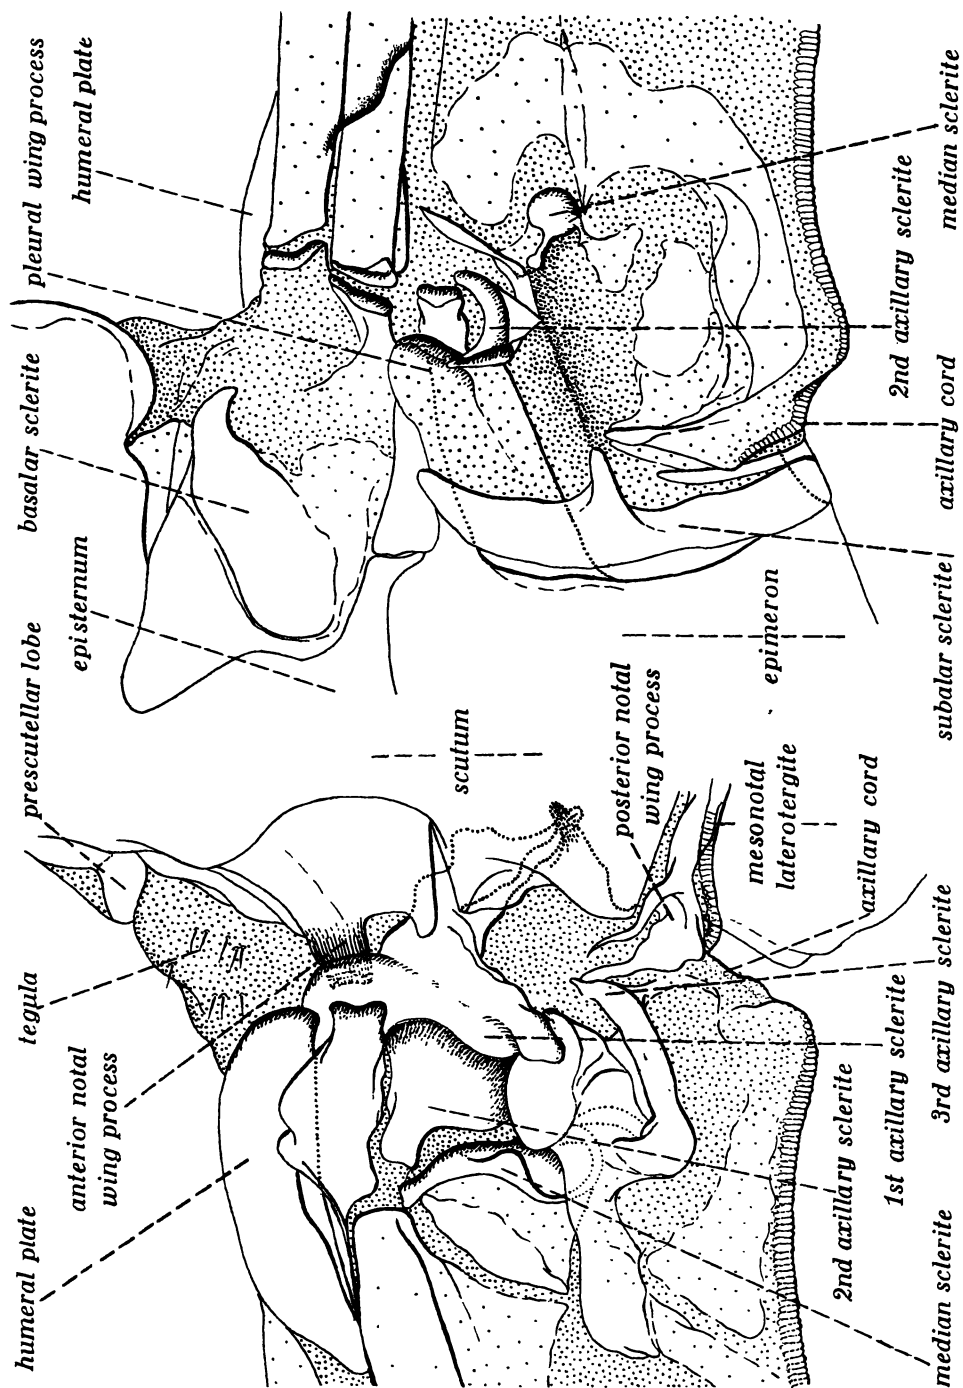 humeral plate
anterior notal
wing process
tegula
prescutellar lobe
episternum
basalar sclerite
pleural wing process
humeral plate
scutum
posterior notal
wing process
epimeron
mesonotal
laterotergite
axillary cord
median sclerite
2nd axillary sclerite
1st axillary sclerite
3rd axillary sclerite
subalar sclerite
axillary cord
2nd axillary sclerite
median sclerite